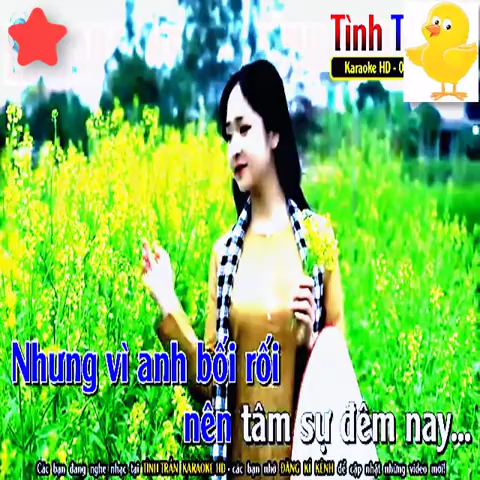 Tình T
Karaoke HD - 0
Nhưng vì anh bối rối
nên tâm sự đêm nay...
Các bạn đang nghe nhạc tại TÌNH TRẦN KARAOKE HD - các bạn nhớ ĐĂNG KÍ KÊNH để cập nhật những video mới!